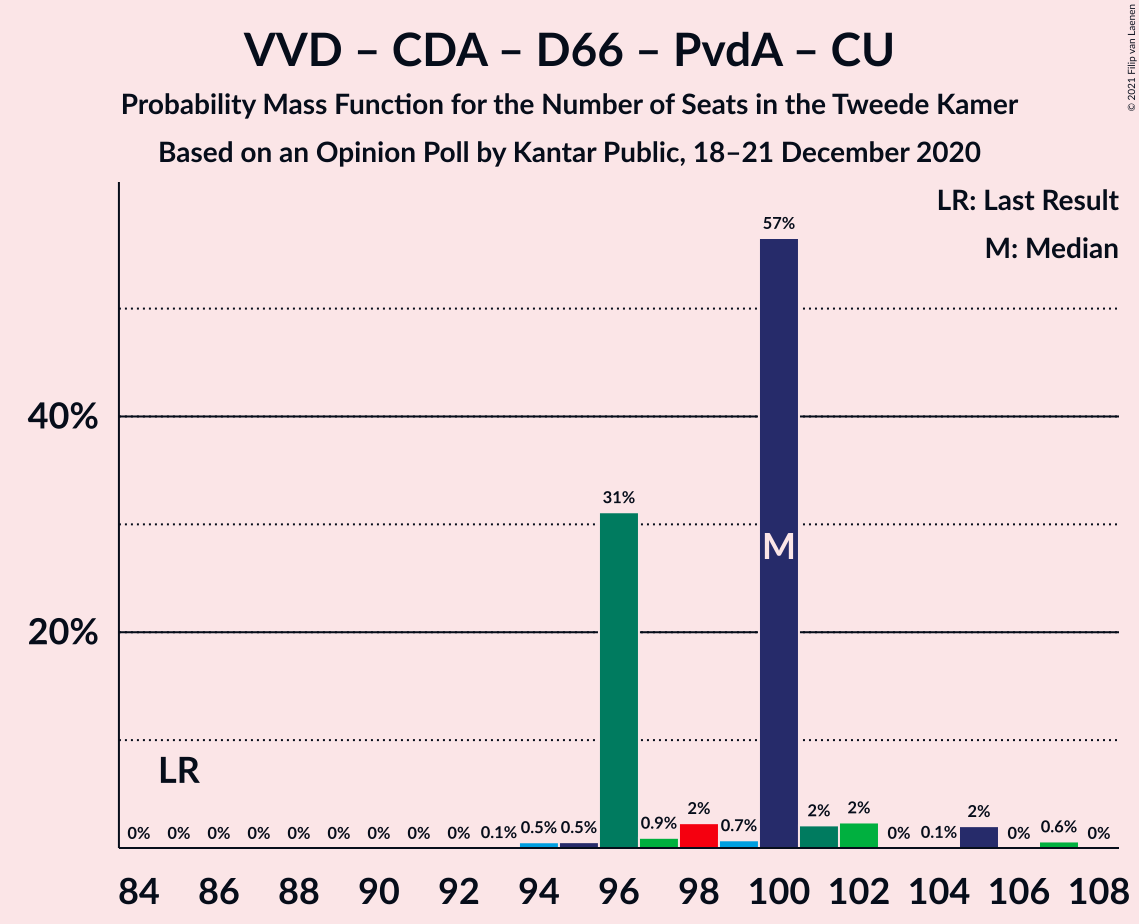 VVD – CDA – D66 – PvdA – CU
Probability Mass Function for the Number of Seats in the Tweede Kamer
Based on an Opinion Poll by Kantar Public, 18–21 December 2020
© 2021 Filip van Laenen
LR: Last Result
M: Median
57%
40%
31%
M
20%
LR
0% 0% 0% 0% 0% 0% 0% 0% 0% 0.1% 0.5% 0.5% 0.9% 2% 0.7% 2% 2% 0% 0.1% 2% 0% 0.6% 0%
84 86 88 90 92 94 96 98 100 102 104 106 108